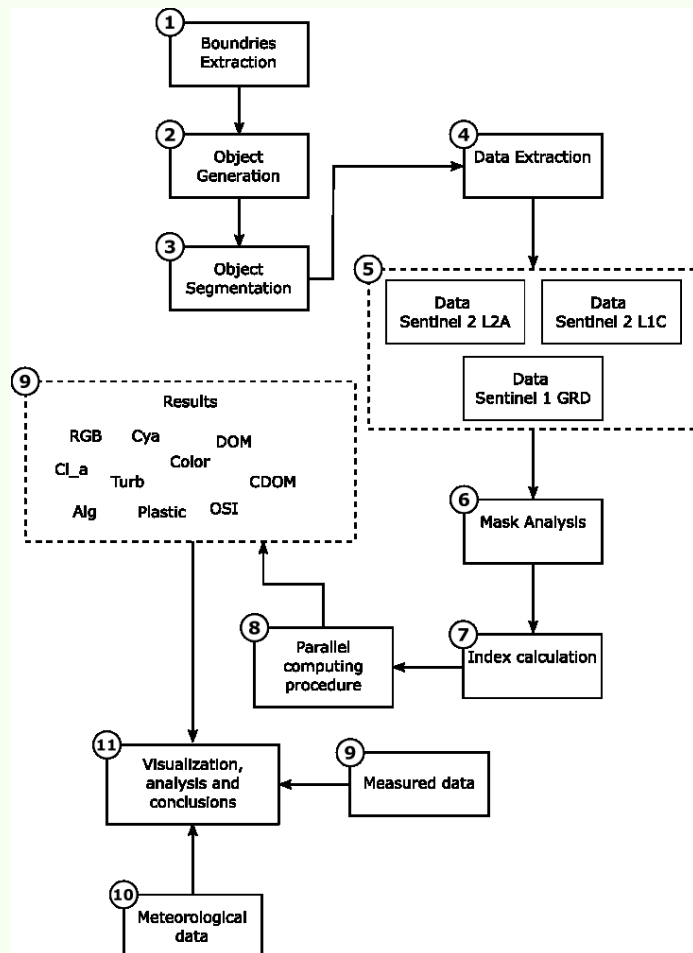 1
Boundries
Extraction
2
Object
Generation
3
Object
Segmentation
4
Data Extraction
5
Data
Sentinel 2 L2A
Data
Sentinel 2 L1C
Data
Sentinel 1 GRD
6
Mask Analysis
7
Index calculation
8
Parallel
computing
procedure
9
Results
RGB Cya DOM
Cl_a Turb Color CDOM
Alg Plastic OSI
11
Visualization,
analysis and
conclusions
9
Measured data
10
Meteorological
data